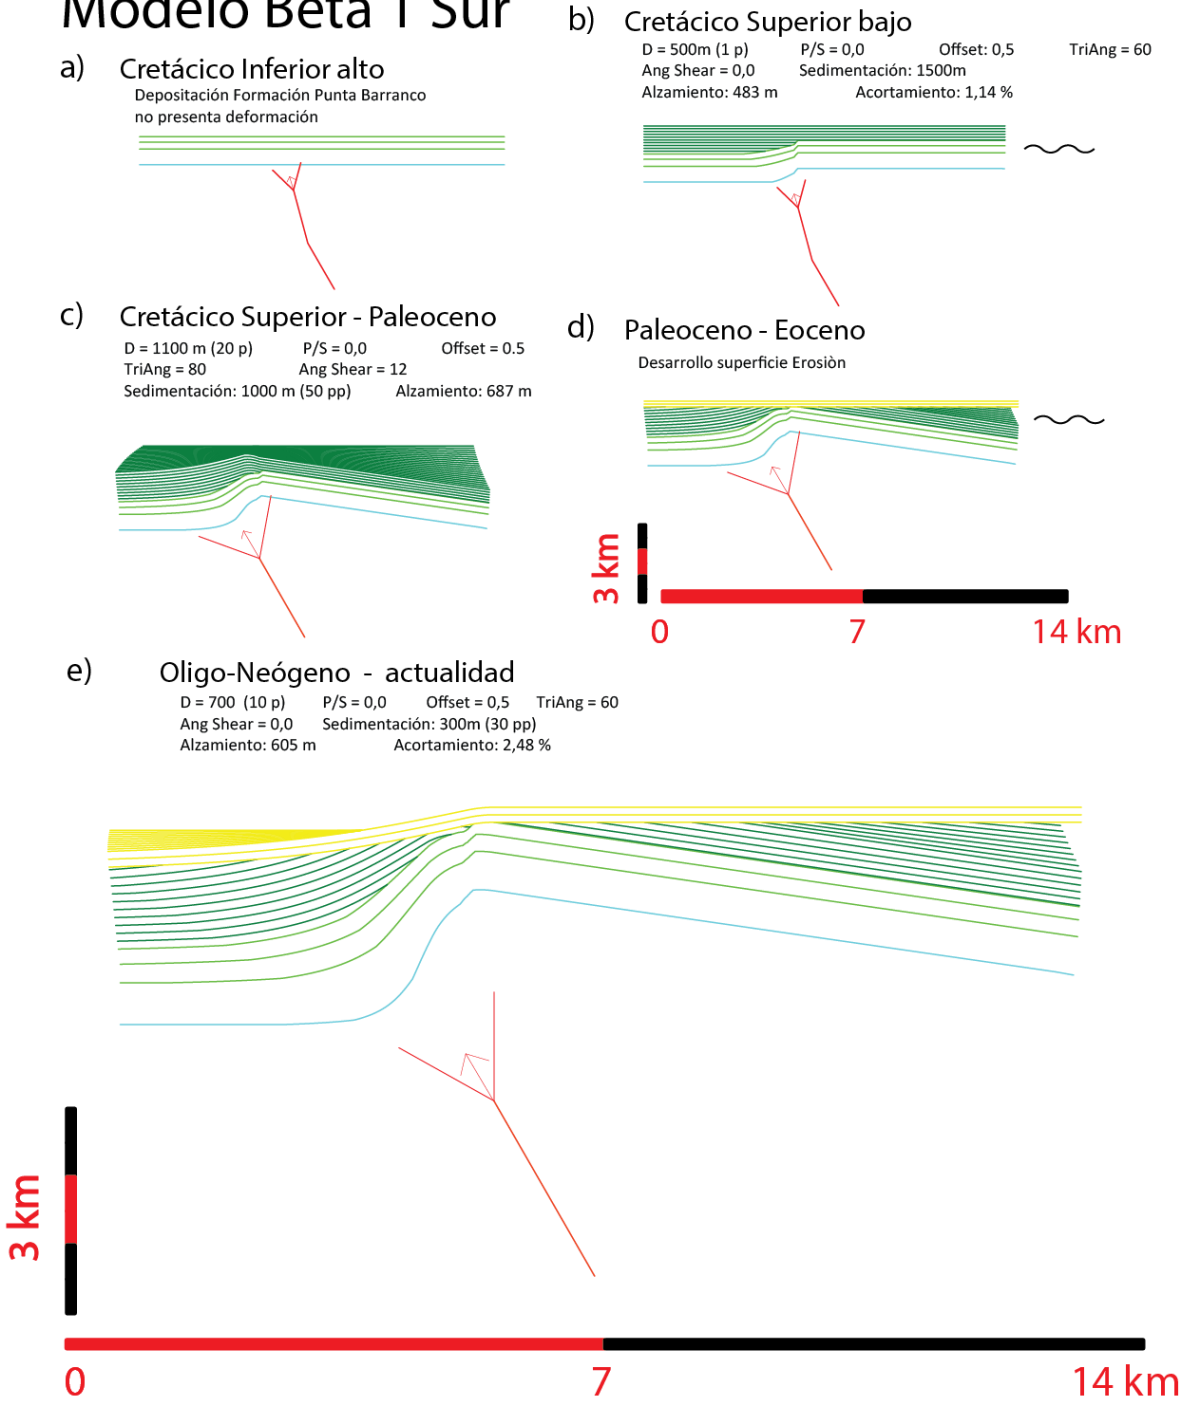 Modelo Beta 1 Sur
a) Cretácico Inferior alto
Depositación Formación Punta Barranco
no presenta deformación
b) Cretácico Superior bajo
D = 500m (1 p) P/S = 0,0 Offset: 0,5 TriAng = 60
Ang Shear = 0,0 Sedimentación: 1500m
Alzamiento: 483 m Acortamiento: 1,14 %
c) Cretácico Superior - Paleoceno
D = 1100 m (20 p) P/S = 0,0 Offset = 0.5
TriAng = 80 Ang Shear = 12
Sedimentación: 1000 m (50 pp) Alzamiento: 687 m
d) Paleoceno - Eoceno
Desarrollo superficie Erosiòn
3 km
0 7 14 km
e) Oligo-Neógeno - actualidad
D = 700 (10 p) P/S = 0,0 Offset = 0,5 TriAng = 60
Ang Shear = 0,0 Sedimentación: 300m (30 pp)
Alzamiento: 605 m Acortamiento: 2,48 %
3 km
0 7 14 km